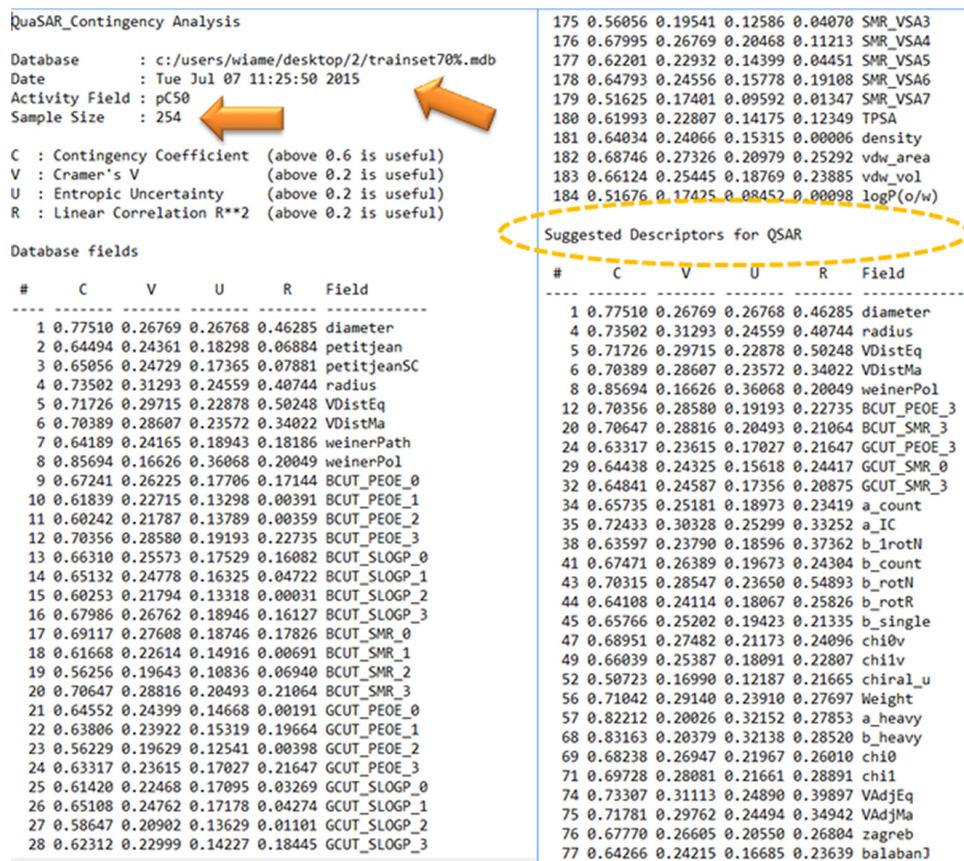 QuaSAR_Contingency Analysis
Database : c:/users/wiame/desktop/2/trainset70%.mdb
Date : Tue Jul 07 11:25:50 2015
Activity Field : pC50
Sample Size : 254
C : Contingency Coefficient (above 0.6 is useful)
V : Cramer's V (above 0.2 is useful)
U : Entropic Uncertainty (above 0.2 is useful)
R : Linear Correlation R**2 (above 0.2 is useful)
Database fields
# C V U R Field
---- ------- ------- ------- ------- -------------
1 0.77510 0.26769 0.26768 0.46285 diameter
2 0.64494 0.24361 0.18298 0.06884 petitjean
3 0.65056 0.24729 0.17365 0.07881 petitjeanSC
4 0.73502 0.31293 0.24559 0.40744 radius
5 0.71726 0.29715 0.22878 0.50248 VDistEq
6 0.70389 0.28607 0.23572 0.34022 VDistMa
7 0.64189 0.24165 0.18943 0.18186 weinerPath
8 0.85694 0.16626 0.36068 0.20049 weinerPol
9 0.67241 0.26225 0.17706 0.17144 BCUT_PEOE_0
10 0.61839 0.22715 0.13298 0.00391 BCUT_PEOE_1
11 0.60242 0.21787 0.13789 0.00359 BCUT_PEOE_2
12 0.70356 0.28580 0.19193 0.22735 BCUT_PEOE_3
13 0.66310 0.25573 0.17529 0.16082 BCUT_SLOGP_0
14 0.65132 0.24778 0.16325 0.04722 BCUT_SLOGP_1
15 0.60253 0.21794 0.13318 0.00031 BCUT_SLOGP_2
16 0.67986 0.26762 0.18946 0.16127 BCUT_SLOGP_3
17 0.69117 0.27608 0.18746 0.17826 BCUT_SMR_0
18 0.61668 0.22614 0.14916 0.00691 BCUT_SMR_1
19 0.56256 0.19643 0.10836 0.06940 BCUT_SMR_2
20 0.70647 0.28816 0.20493 0.21064 BCUT_SMR_3
21 0.64552 0.24399 0.14668 0.00191 GCUT_PEOE_0
22 0.63806 0.23922 0.15319 0.19664 GCUT_PEOE_1
23 0.56229 0.19629 0.12541 0.00398 GCUT_PEOE_2
24 0.63317 0.23615 0.17027 0.21647 GCUT_PEOE_3
25 0.61420 0.22468 0.17095 0.03269 GCUT_SLOGP_0
26 0.65108 0.24762 0.17178 0.04274 GCUT_SLOGP_1
27 0.58647 0.20902 0.13629 0.01101 GCUT_SLOGP_2
28 0.62312 0.22999 0.14227 0.18445 GCUT_SLOGP_3
175 0.56056 0.19541 0.12586 0.04070 SMR_VSA3
176 0.67995 0.26769 0.20468 0.11213 SMR_VSA4
177 0.62201 0.22932 0.14399 0.04451 SMR_VSA5
178 0.64793 0.24556 0.15778 0.19108 SMR_VSA6
179 0.51625 0.17401 0.09592 0.01347 SMR_VSA7
180 0.61993 0.22807 0.14175 0.12349 TPSA
181 0.64034 0.24066 0.15315 0.00006 density
182 0.68746 0.27326 0.20979 0.25292 vdw_area
183 0.66124 0.25445 0.18769 0.23885 vdw_vol
184 0.51676 0.17425 0.08452 0.00098 logP(o/w)
Suggested Descriptors for QSAR
# C V U R Field
---- ------- ------- ------- ------- -------------
1 0.77510 0.26769 0.26768 0.46285 diameter
4 0.73502 0.31293 0.24559 0.40744 radius
5 0.71726 0.29715 0.22878 0.50248 VDistEq
6 0.70389 0.28607 0.23572 0.34022 VDistMa
8 0.85694 0.16626 0.36068 0.20049 weinerPol
12 0.70356 0.28580 0.19193 0.22735 BCUT_PEOE_3
20 0.70647 0.28816 0.20493 0.21064 BCUT_SMR_3
24 0.63317 0.23615 0.17027 0.21647 GCUT_PEOE_3
29 0.64438 0.24325 0.15618 0.24417 GCUT_SMR_0
32 0.64841 0.24587 0.17356 0.20875 GCUT_SMR_3
34 0.65735 0.25181 0.18973 0.23419 a_count
35 0.72433 0.30328 0.25299 0.33252 a_IC
38 0.63597 0.23790 0.18596 0.37362 b_1rotN
41 0.67471 0.26389 0.19673 0.24304 b_count
43 0.70315 0.28547 0.23650 0.54893 b_rotN
44 0.64108 0.24114 0.18067 0.25826 b_rotR
45 0.65766 0.25202 0.19423 0.21335 b_single
47 0.68951 0.27482 0.21173 0.24096 chi0v
49 0.66039 0.25387 0.18091 0.22807 chi1v
52 0.50723 0.16990 0.12187 0.21665 chiral_u
56 0.71042 0.29140 0.23910 0.27697 Weight
57 0.82212 0.20026 0.32152 0.27853 a_heavy
68 0.83163 0.20379 0.32138 0.28520 b_heavy
69 0.68238 0.26947 0.21967 0.26010 chi0
71 0.69728 0.28081 0.21661 0.28891 chi1
74 0.73307 0.31113 0.24890 0.39897 VAdjEq
75 0.71781 0.29762 0.24494 0.34942 VAdjMa
76 0.67770 0.26605 0.20550 0.26804 zagreb
77 0.64266 0.24215 0.16685 0.23639 balabanJ